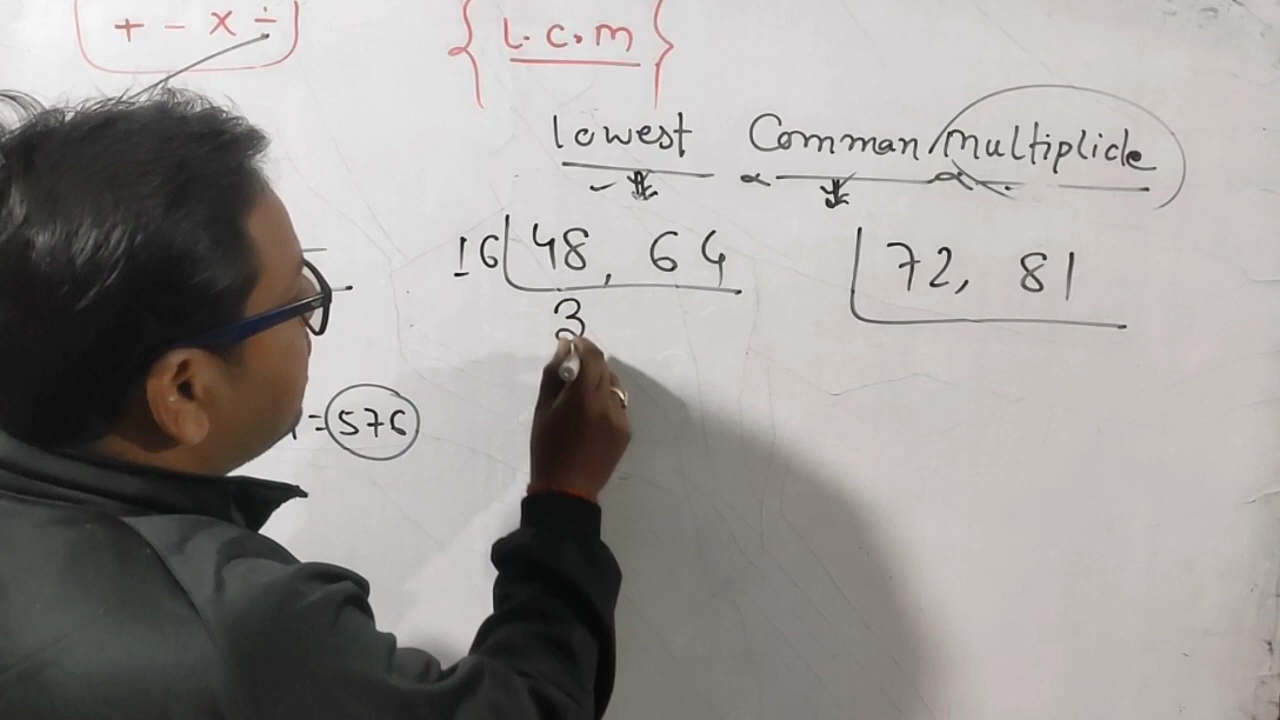 + - × ÷
L.C.M
lowest Comman multiplicle
16 48, 64
3
72, 81
= 576